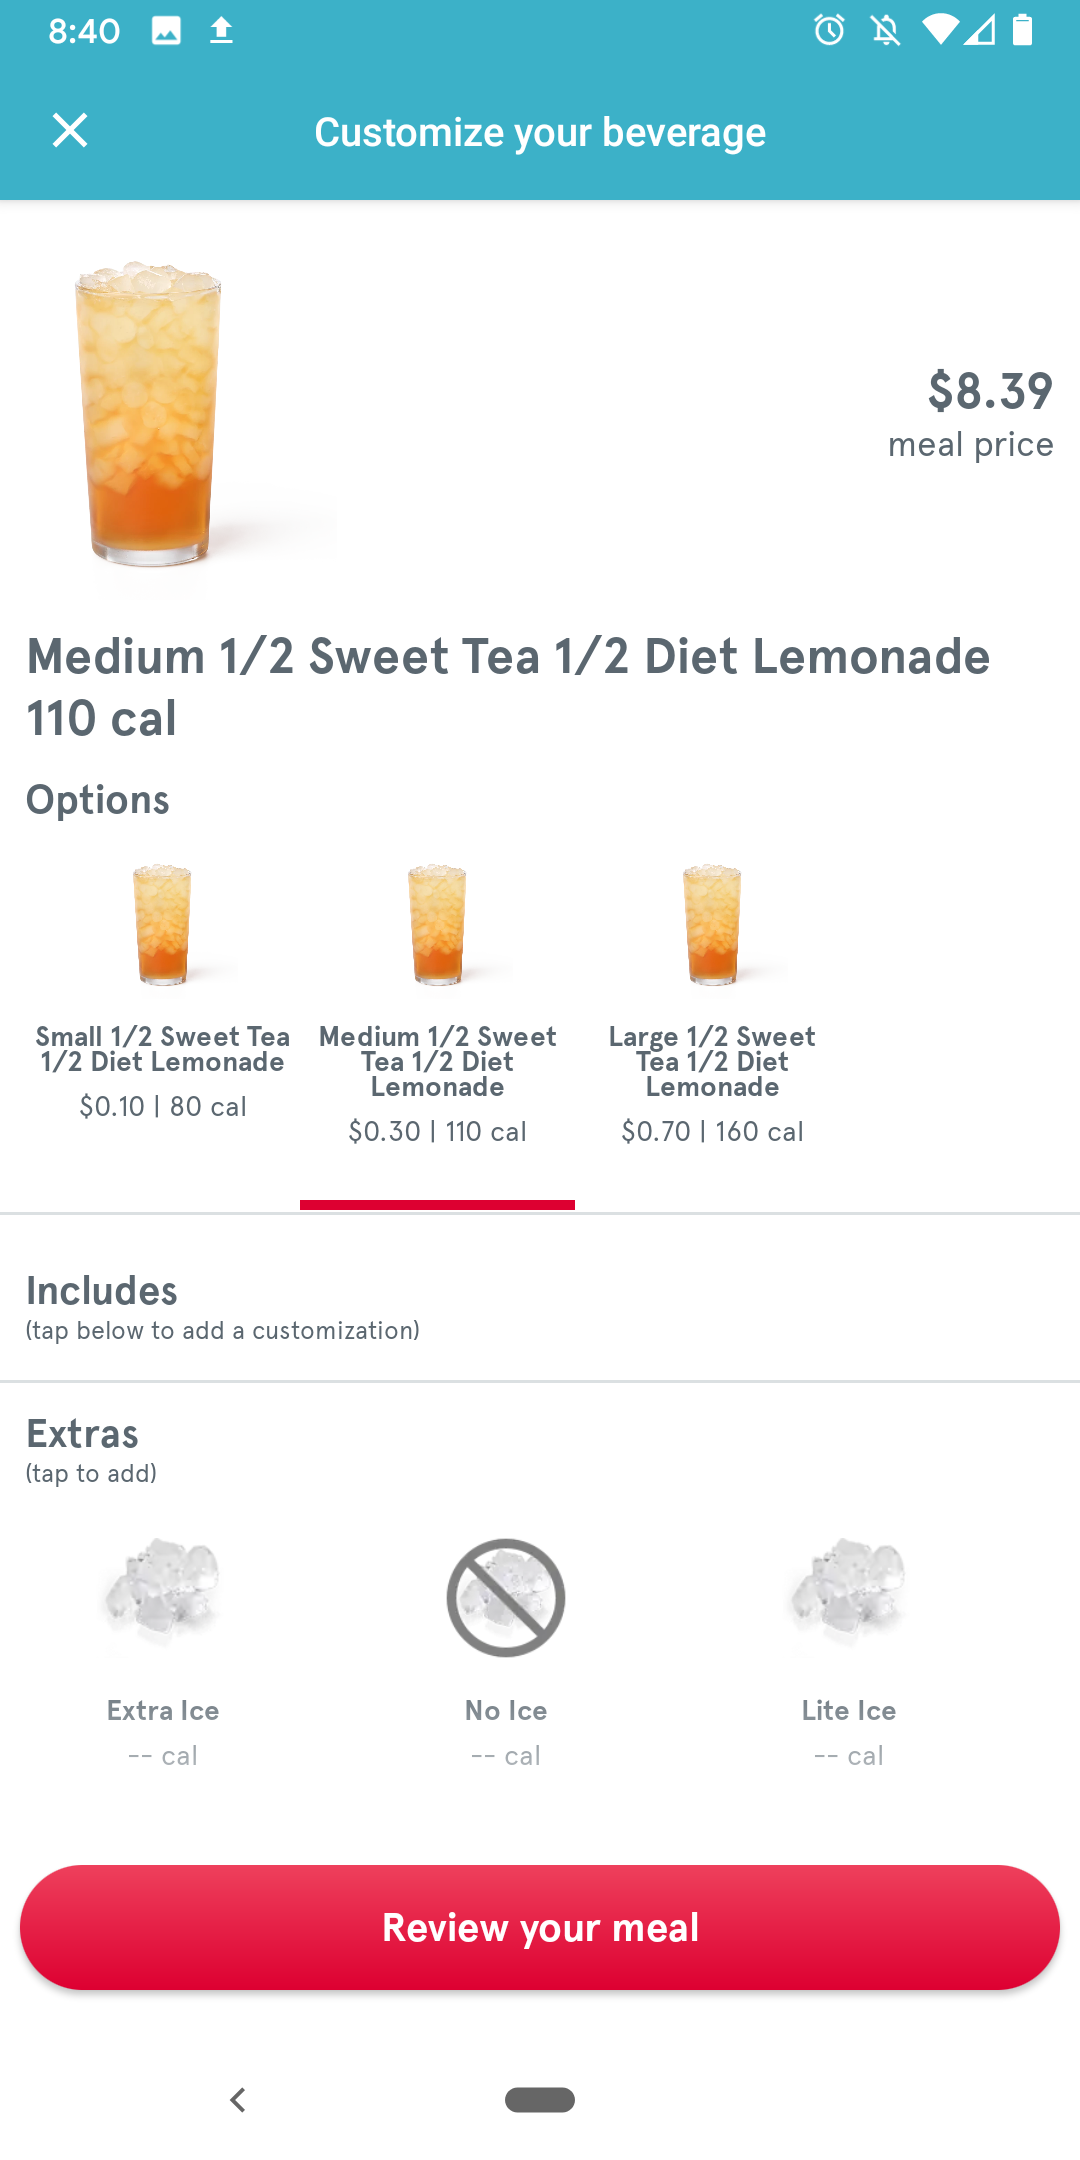 8:40
Customize your beverage
$8.39
meal price
Medium 1/2 Sweet Tea 1/2 Diet Lemonade
110 cal
Options
Small 1/2 Sweet Tea
1/2 Diet Lemonade
$0.10 | 80 cal
Medium 1/2 Sweet
Tea 1/2 Diet
Lemonade
$0.30 | 110 cal
Large 1/2 Sweet
Tea 1/2 Diet
Lemonade
$0.70 | 160 cal
Includes
(tap below to add a customization)
Extras
(tap to add)
Extra Ice
-- cal
No Ice
-- cal
Lite Ice
-- cal
Review your meal